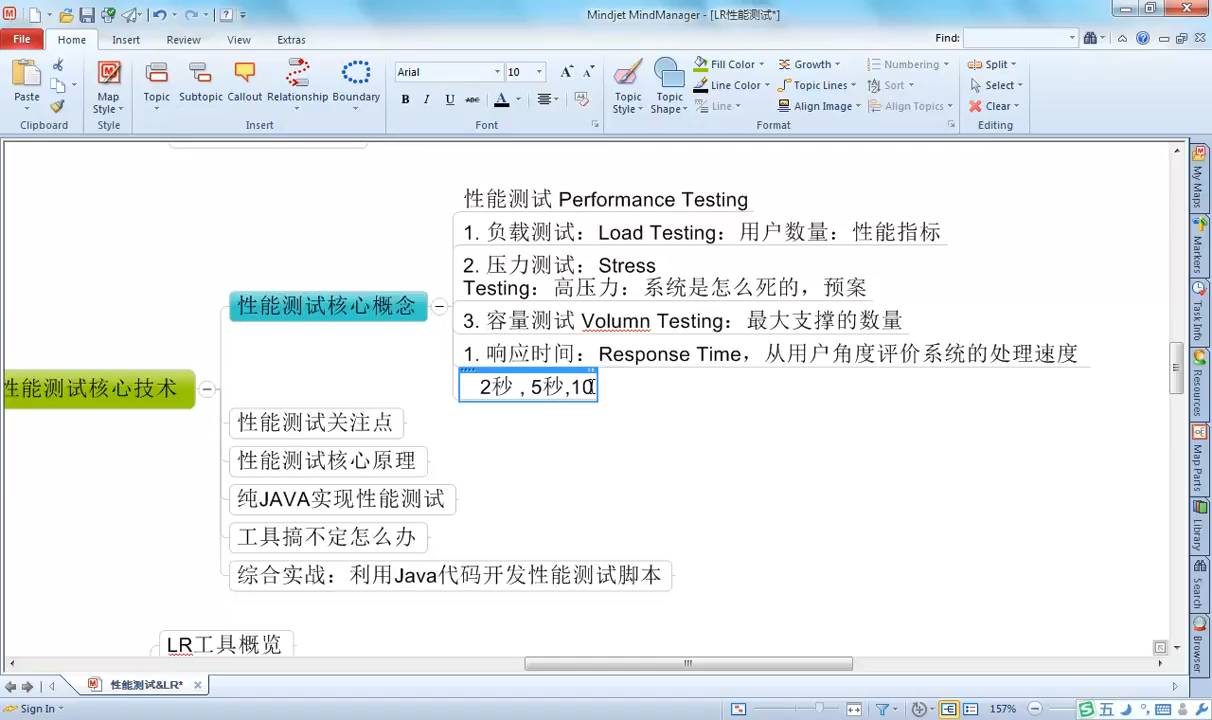 Mindjet MindManager - [LR性能测试*]
File
Home
Insert
Review
View
Extras
Find:
Paste
Map Style
Topic
Subtopic
Callout
Relationship
Boundary
Arial
10
B I U abc A
Topic Style
Topic Shape
Fill Color
Line Color
Line
Growth
Topic Lines
Align Image
Numbering
Sort
Align Topics
Split
Select
Clear
Clipboard
Style
Insert
Font
Format
Editing
性能测试 Performance Testing
1. 负载测试：Load Testing：用户数量：性能指标
2. 压力测试：Stress
Testing：高压力：系统是怎么死的，预案
3. 容量测试 Volumn Testing：最大支撑的数量
1. 响应时间：Response Time，从用户角度评价系统的处理速度
2秒 , 5秒,10
性能测试核心概念
性能测试核心技术
性能测试关注点
性能测试核心原理
纯JAVA实现性能测试
工具搞不定怎么办
综合实战：利用Java代码开发性能测试脚本
LR工具概览
My Maps
Markers
Task Info
Resources
Map Parts
Library
Search
Browser
性能测试&LR*
Sign In
157%
五